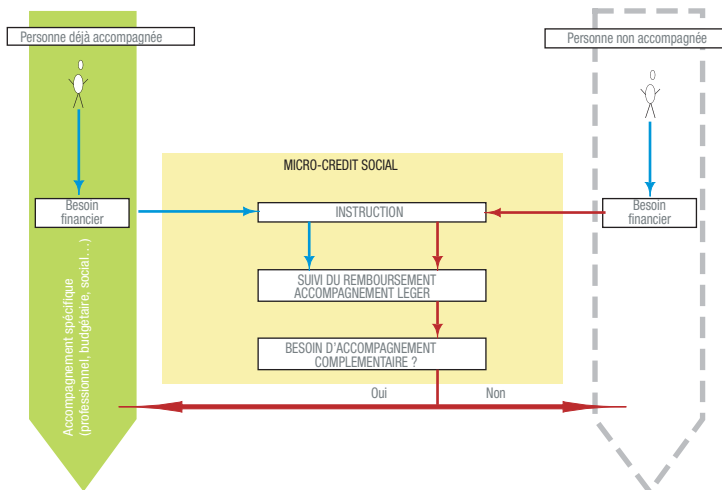 Personne déjà accompagnée
Personne non accompagnée
MICRO-CREDIT SOCIAL
Besoin
financier
INSTRUCTION
Besoin
financier
SUIVI DU REMBOURSEMENT
ACCOMPAGNEMENT LEGER
BESOIN D'ACCOMPAGNEMENT
COMPLEMENTAIRE ?
Oui
Non
Accompagnement spécifique
(professionnel, budgétaire, social…)